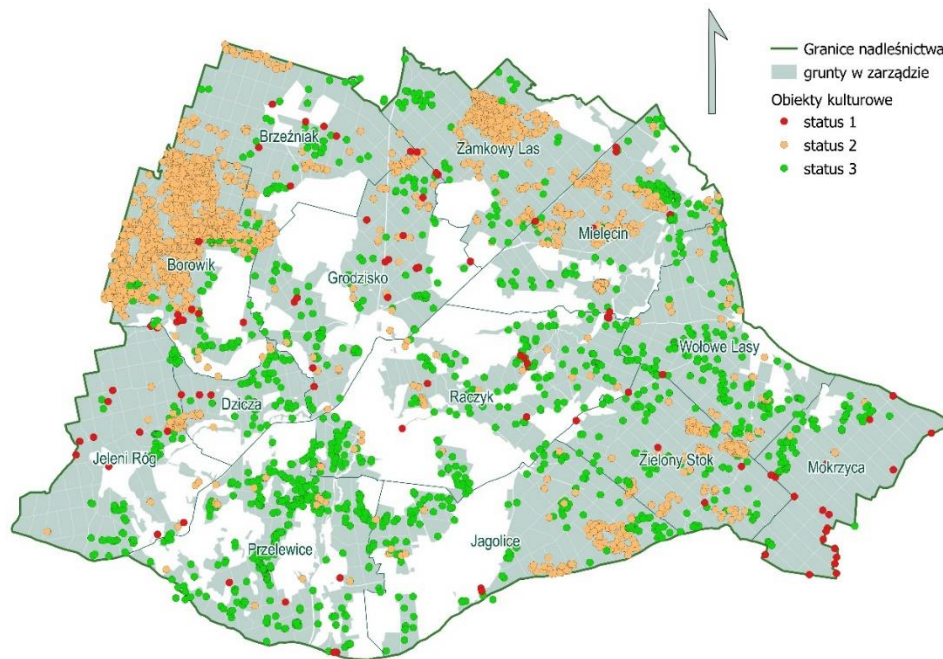 Granice nadleśnictwa
grunty w zarządzie
Obiekty kulturowe
status 1
status 2
status 3
Brzeźniak
Zamkowy Las
Mielęcin
Borowik
Grodzisko
Wołowe Lasy
Dzicza
Raczyk
Jeleni Róg
Zielony Stok
Mokrzyca
Przelewice
Jagolice